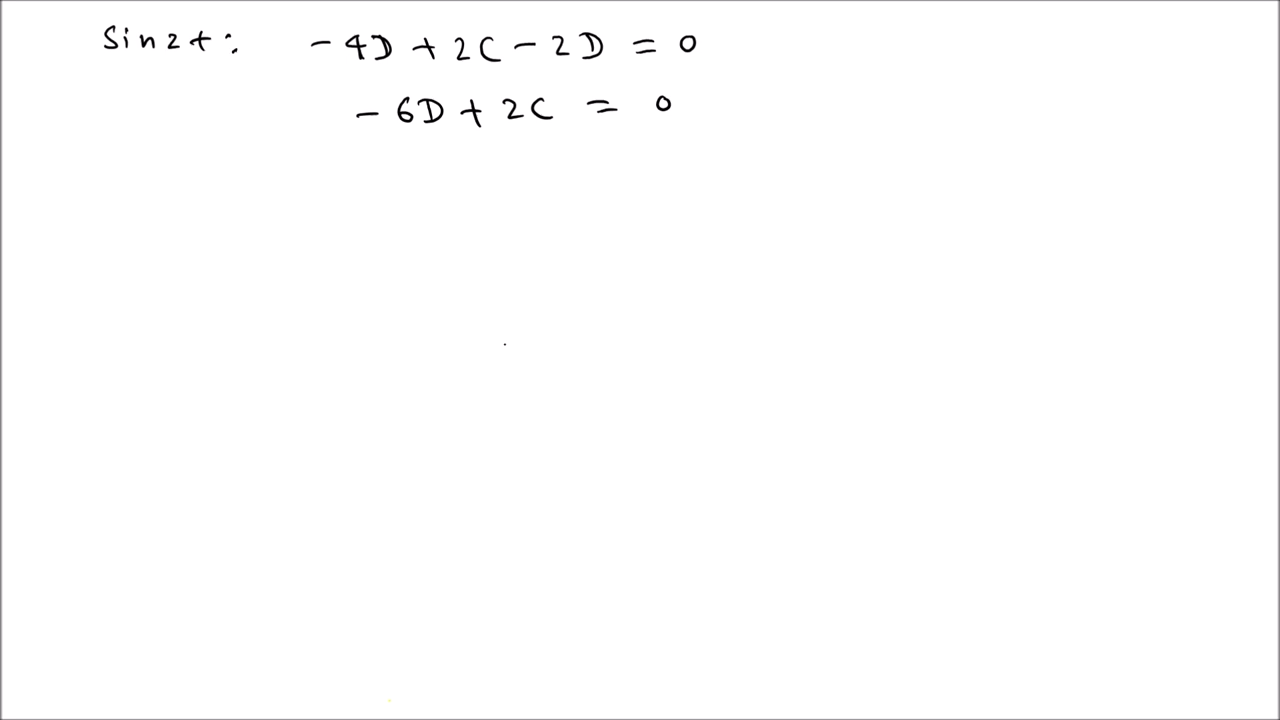 Sin2t: -4D + 2C - 2D = 0
-6D + 2C = 0